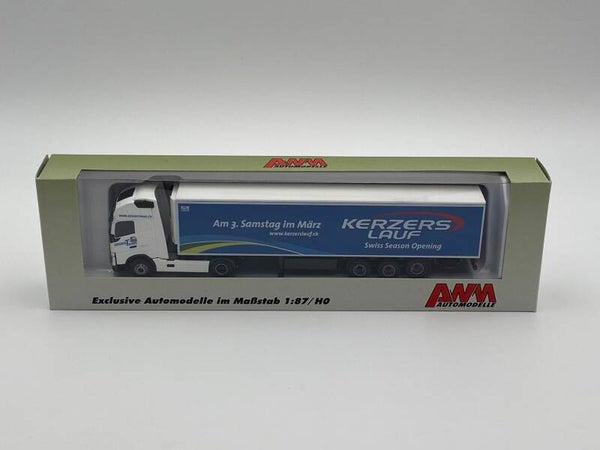 AWM
AUTOMODELLE
Am 3. Samstag im März
www.kerzerslauf.ch
KERZERS
LAUF
Swiss Season Opening
Exclusive Automodelle im Maßstab 1:87/H0
AWM
AUTOMODELLE